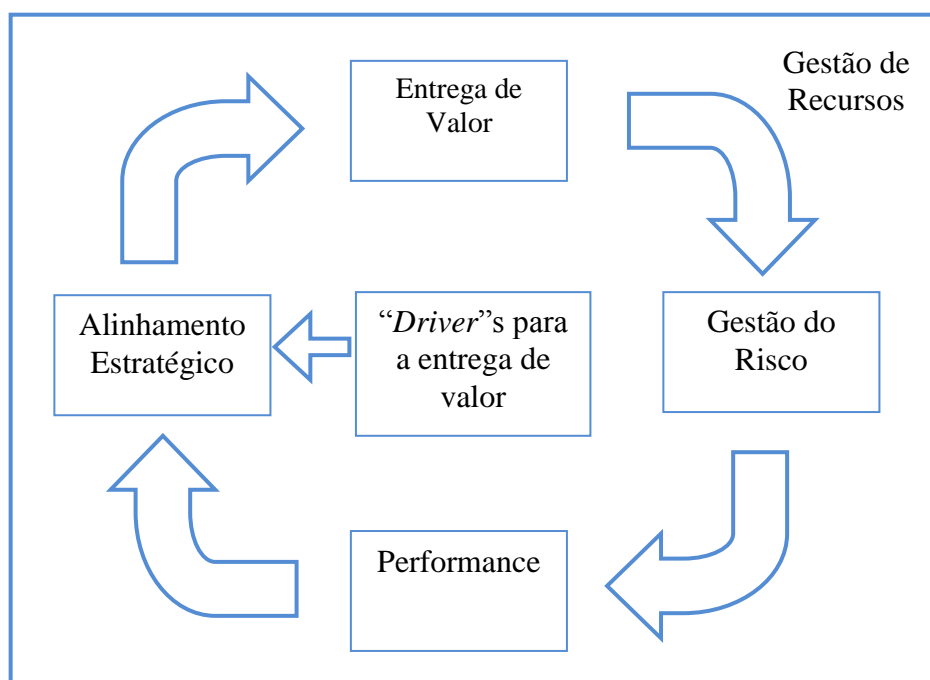 Entrega de
Valor
Gestão de
Recursos
Alinhamento
Estratégico
“Driver”s para
a entrega de
valor
Gestão do
Risco
Performance